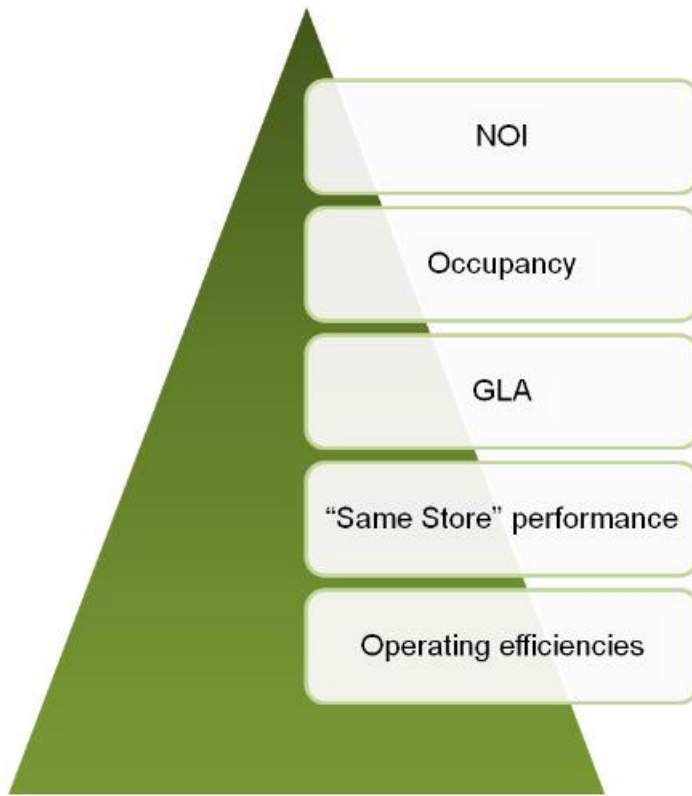 NOI
Occupancy
GLA
“Same Store” performance
Operating efficiencies